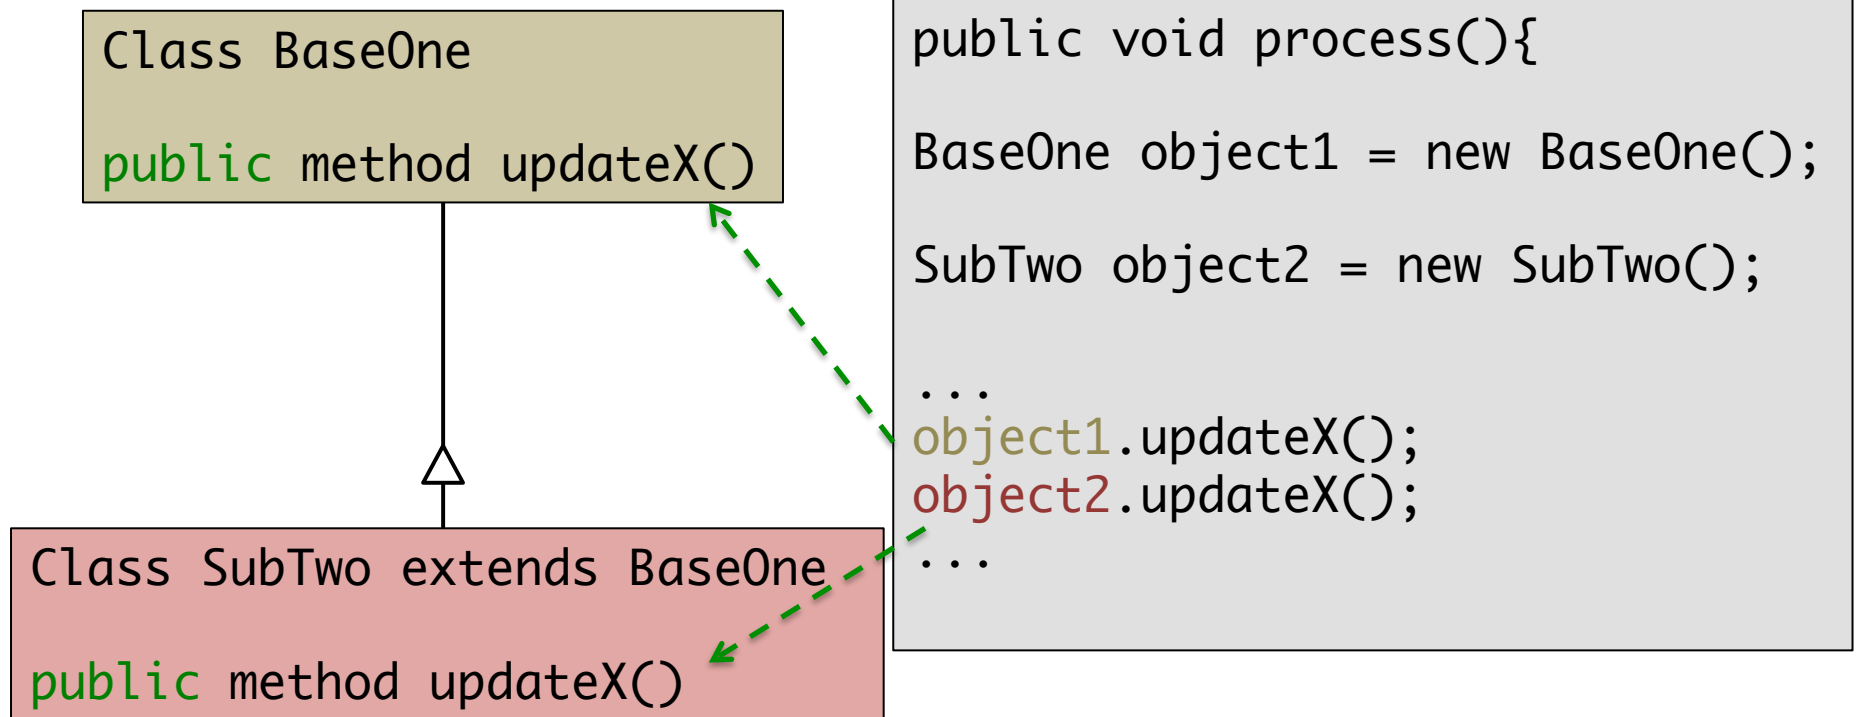 Class BaseOne
public method updateX()
Class SubTwo extends BaseOne
public method updateX()
public void process(){
BaseOne object1 = new BaseOne();
SubTwo object2 = new SubTwo();
...
object1.updateX();
object2.updateX();
...